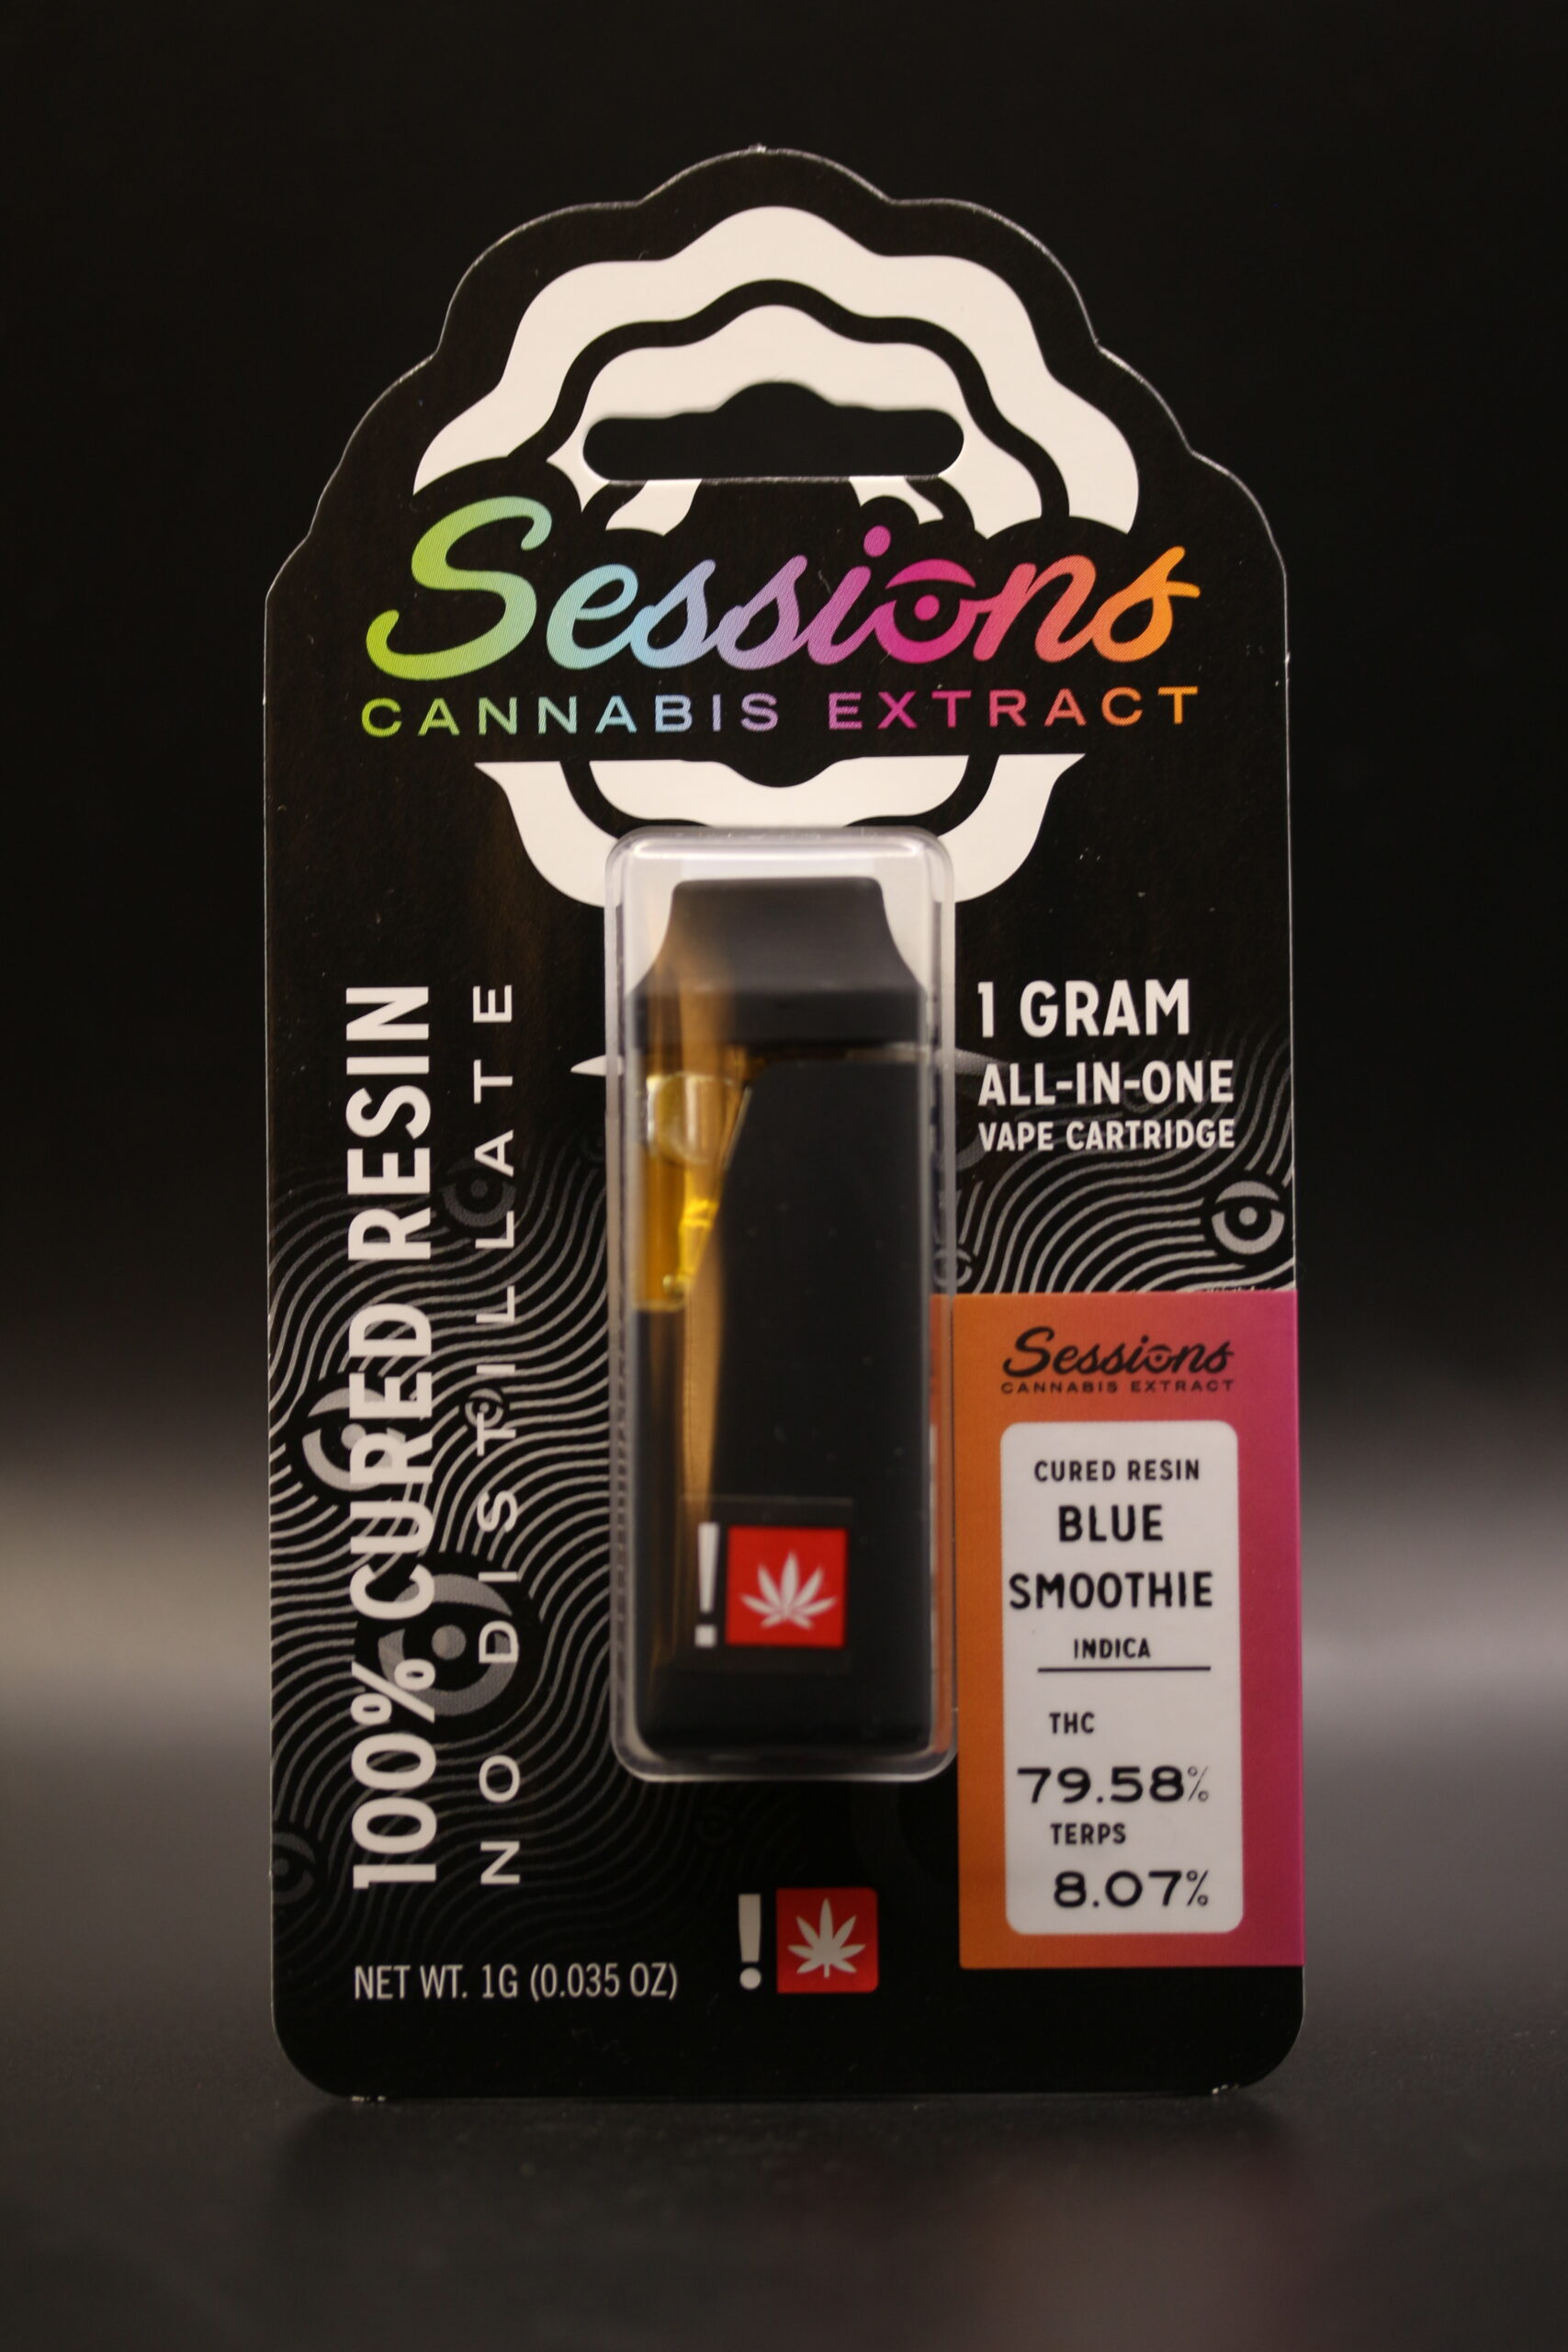 Sessions
CANNABIS EXTRACT
100% CURED RESIN
NO DISTILLATE
1 GRAM
ALL-IN-ONE
VAPE CARTRIDGE
Sessions
CANNABIS EXTRACT
CURED RESIN
BLUE
SMOOTHIE
INDICA
THC
79.58%
TERPS
8.07%
!
NET WT. 1G (0.035 OZ)
!